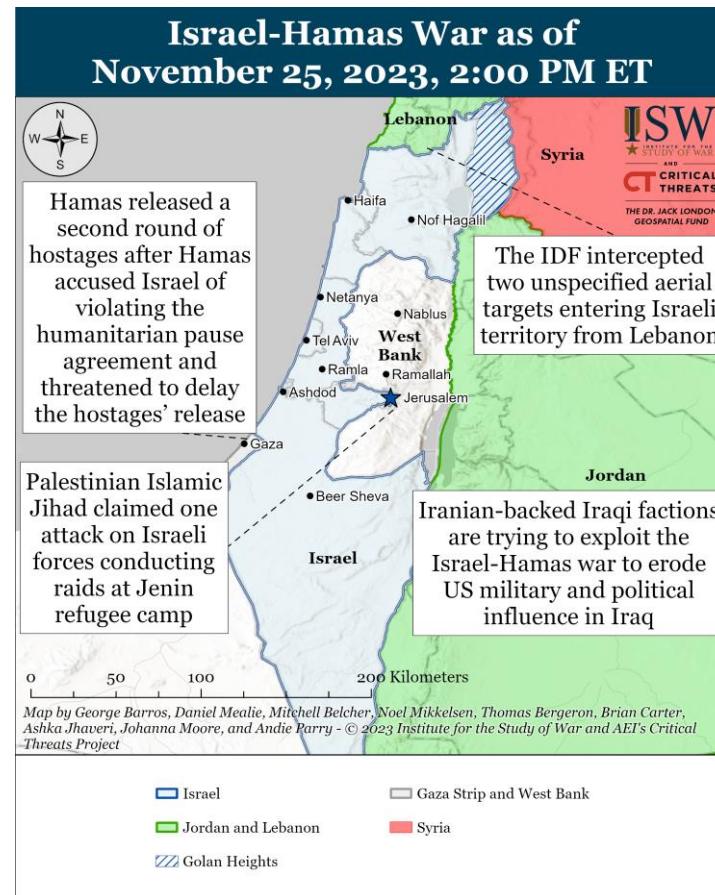 Israel-Hamas War as of
November 25, 2023, 2:00 PM ET
N
W E
S
Lebanon
Syria
ISW
INSTITUTE FOR THE
STUDY OF WAR
AND
CT CRITICAL
THREATS
THE DR. JACK LONDON
GEOSPATIAL FUND
Hamas released a
second round of
hostages after Hamas
accused Israel of
violating the
humanitarian pause
agreement and
threatened to delay
the hostages’ release
Haifa
Nof Hagalil
The IDF intercepted
two unspecified aerial
targets entering Israeli
territory from Lebanon
Netanya
Nablus
West
Bank
Tel Aviv
Ramla
Ramallah
Ashdod
Jerusalem
Gaza
Jordan
Palestinian Islamic
Jihad claimed one
attack on Israeli
forces conducting
raids at Jenin
refugee camp
Beer Sheva
Israel
Iranian-backed Iraqi factions
are trying to exploit the
Israel-Hamas war to erode
US military and political
influence in Iraq
0 50 100 200 Kilometers
Map by George Barros, Daniel Mealie, Mitchell Belcher, Noel Mikkelsen, Thomas Bergeron, Brian Carter,
Ashka Jhaveri, Johanna Moore, and Andie Parry - © 2023 Institute for the Study of War and AEI's Critical
Threats Project
Israel
Gaza Strip and West Bank
Jordan and Lebanon
Syria
Golan Heights